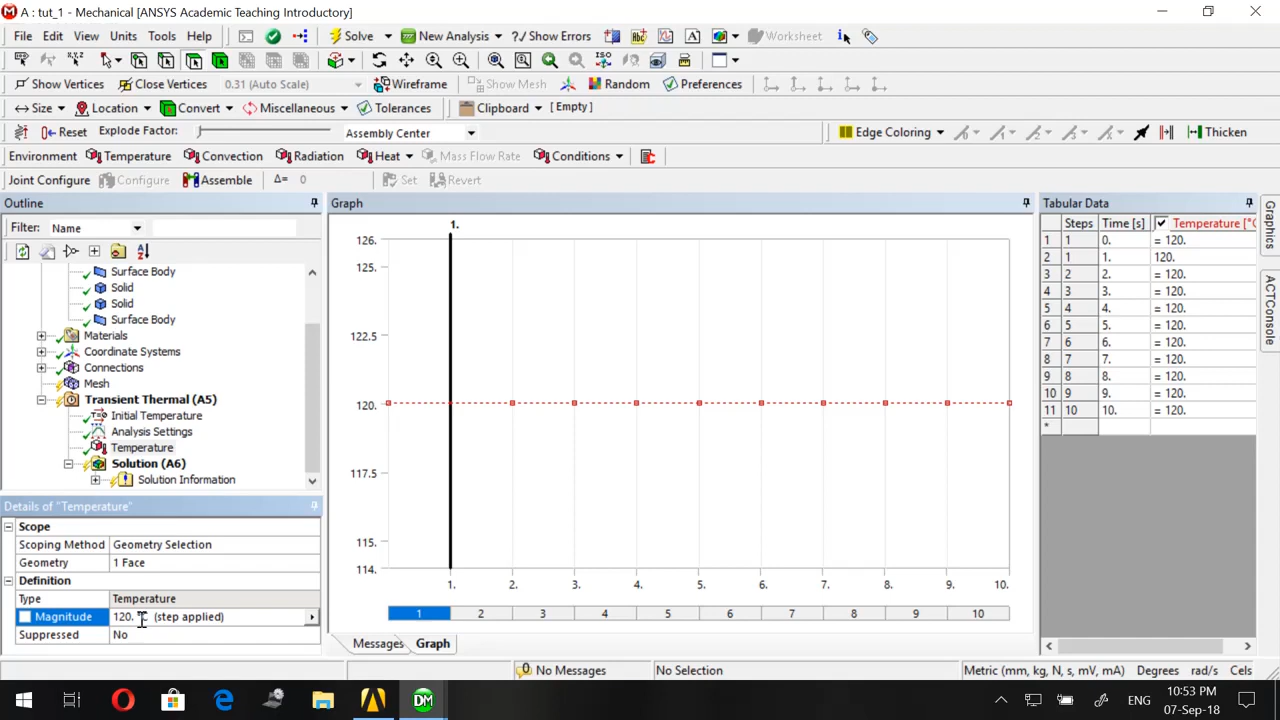 A : tut_1 - Mechanical [ANSYS Academic Teaching Introductory]
File Edit View Units Tools Help Solve New Analysis ?/ Show Errors Worksheet
Show Vertices Close Vertices 0.31 (Auto Scale) Wireframe Show Mesh Random Preferences
Size Location Convert Miscellaneous Tolerances Clipboard [ Empty ]
Reset Explode Factor: Assembly Center Edge Coloring Thicken
Environment Temperature Convection Radiation Heat Mass Flow Rate Conditions
Joint Configure Configure Assemble Δ= 0 Set Revert
Outline
Filter: Name
Surface Body
Solid
Solid
Surface Body
Materials
Coordinate Systems
Connections
Mesh
Transient Thermal (A5)
Initial Temperature
Analysis Settings
Temperature
Solution (A6)
Solution Information
Details of "Temperature"
Scope
Scoping Method Geometry Selection
Geometry 1 Face
Definition
Type Temperature
Magnitude 120. (step applied)
Suppressed No
Graph
1.
126.
125.
122.5
120.
117.5
115.
114.
1. 2. 3. 4. 5. 6. 7. 8. 9. 10.
1 2 3 4 5 6 7 8 9 10
Messages Graph
Tabular Data
Steps Time [s] Temperature [°C
1 1 0. = 120.
2 1 1. 120.
3 2 2. = 120.
4 3 3. = 120.
5 4 4. = 120.
6 5 5. = 120.
7 6 6. = 120.
8 7 7. = 120.
9 8 8. = 120.
10 9 9. = 120.
11 10 10. = 120.
*
Graphics
ACTConsole
0 No Messages No Selection Metric (mm, kg, N, s, mV, mA) Degrees rad/s Cels
DM
ENG
10:53 PM
07-Sep-18